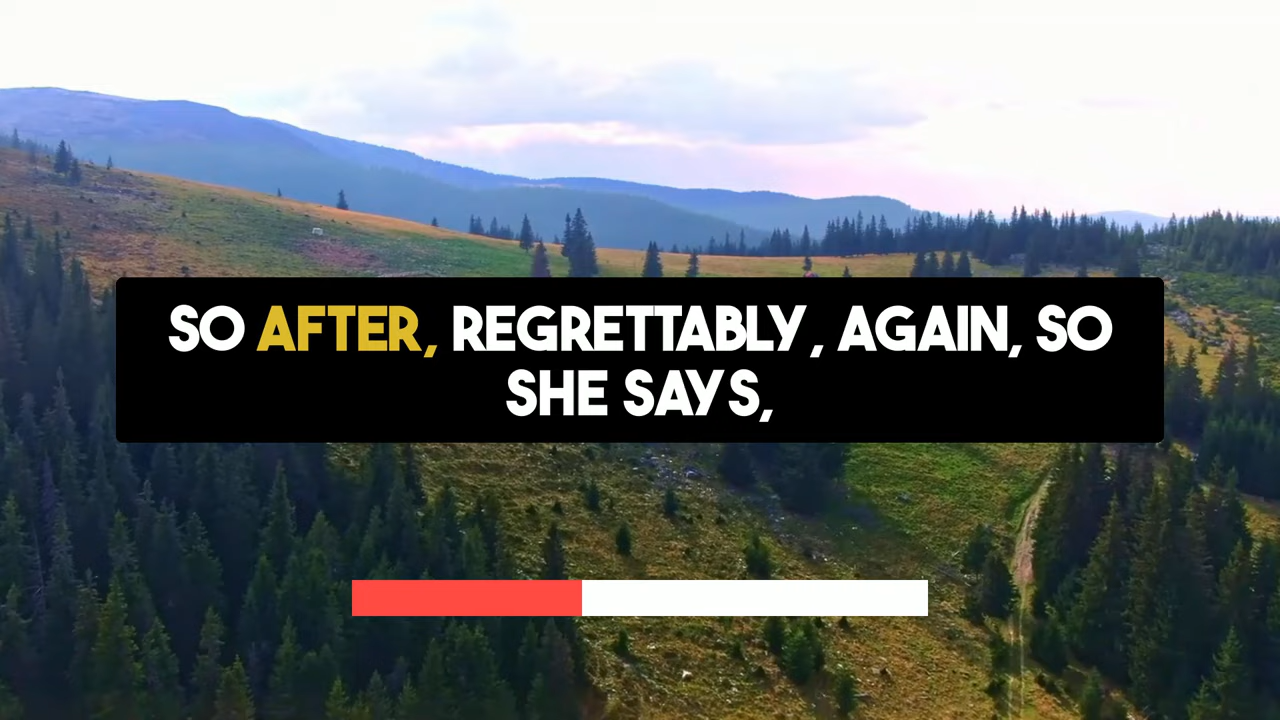 SO AFTER, REGRETTABLY, AGAIN, SO
SHE SAYS,